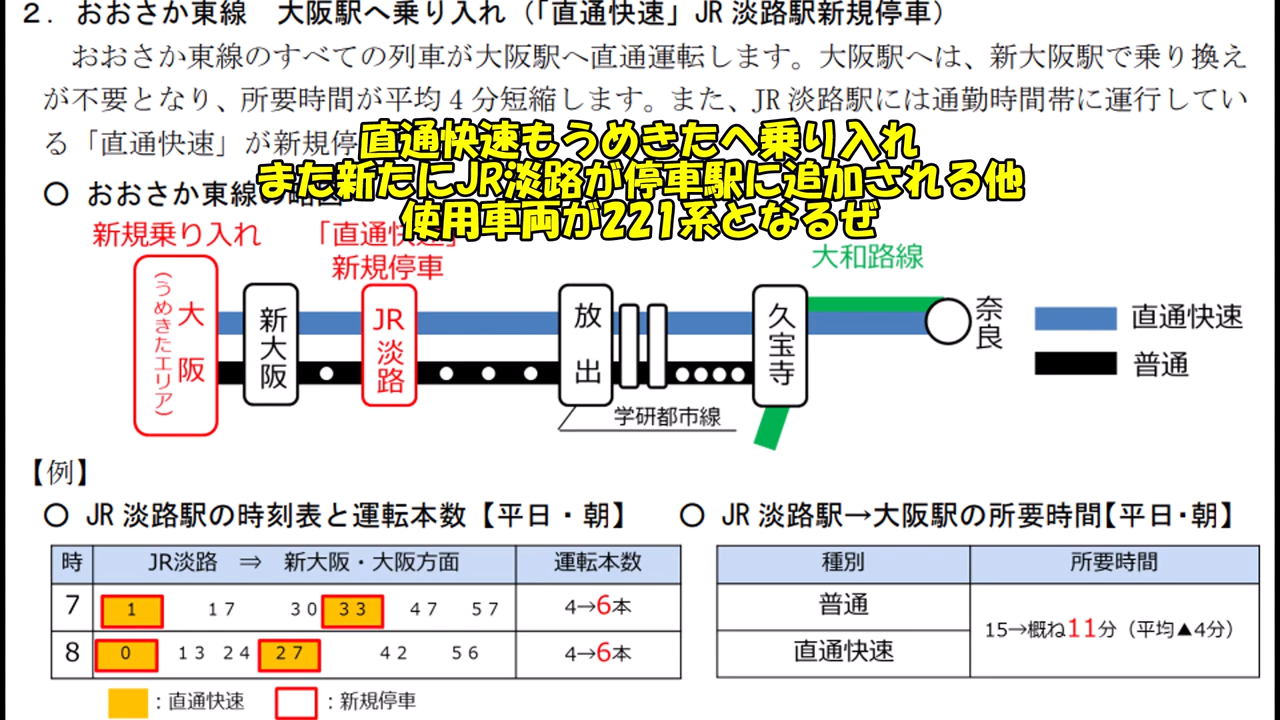 ２．おおさか東線　大阪駅へ乗り入れ（「直通快速」JR淡路駅新規停車）
おおさか東線のすべての列車が大阪駅へ直通運転します。大阪駅へは、新大阪駅で乗り換え
が不要となり、所要時間が平均4分短縮します。また、JR淡路駅には通勤時間帯に運行してい
る「直通快速」が新規停
直通快速もうめきたへ乗り入れ
また新たにJR淡路が停車駅に追加される他
使用車両が221系となるぜ
〇 おおさか東線の略図
新規乗り入れ
「直通快速」
新規停車
大和路線
大阪
（うめきたエリア）
新大阪
JR淡路
放出
久宝寺
奈良
直通快速
普通
学研都市線
【例】
〇 JR淡路駅の時刻表と運転本数【平日・朝】
時 JR淡路 ⇒ 新大阪・大阪方面 運転本数
7 1 17 30 33 47 57 4→6本
8 0 13 24 27 42 56 4→6本
：直通快速 ：新規停車
〇 JR淡路駅→大阪駅の所要時間【平日・朝】
種別 所要時間
普通
直通快速
15→概ね11分（平均▲4分）